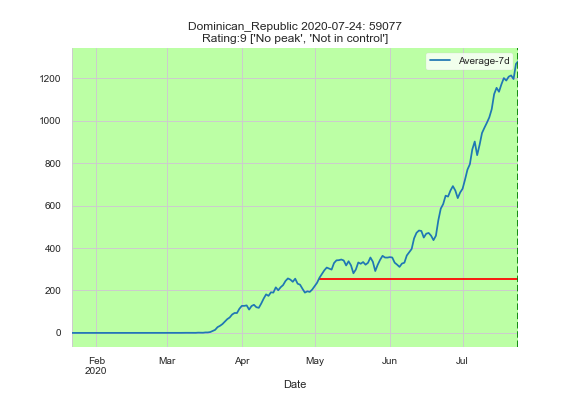 Dominican_Republic 2020-07-24: 59077
Rating:9 ['No peak', 'Not in control']
Average-7d
1200
1000
800
600
400
200
0
Feb Mar Apr May Jun Jul
2020
Date